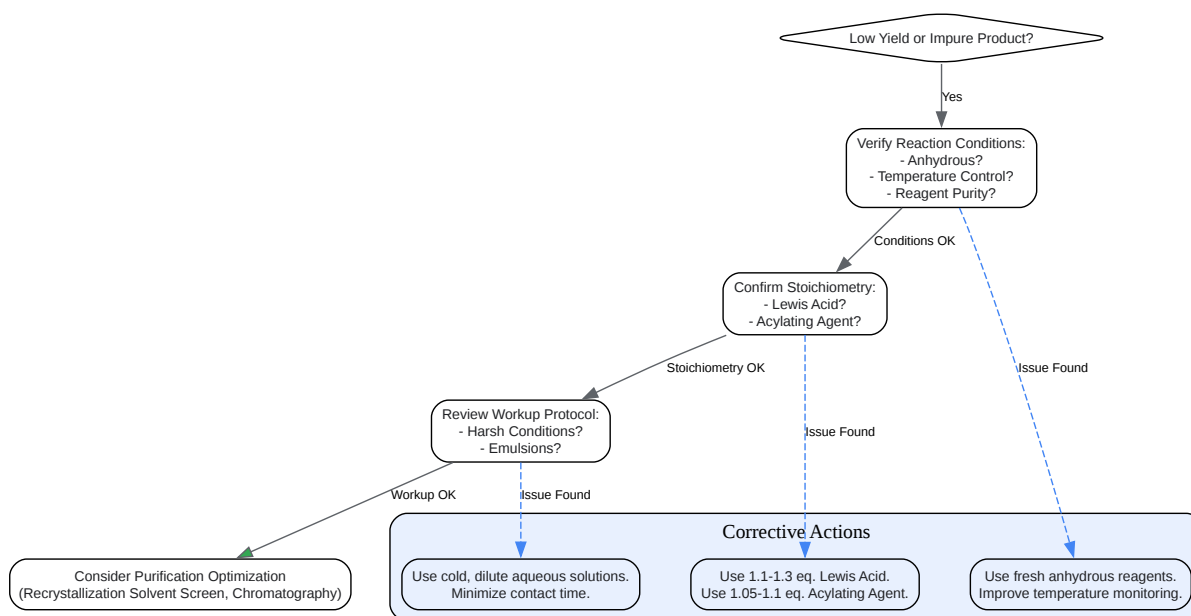 Low Yield or Impure Product?
Yes
Verify Reaction Conditions:
- Anhydrous?
- Temperature Control?
- Reagent Purity?
Conditions OK
Confirm Stoichiometry:
- Lewis Acid?
- Acylating Agent?
Stoichiometry OK
Issue Found
Review Workup Protocol:
- Harsh Conditions?
- Emulsions?
Issue Found
Workup OK
Issue Found
Corrective Actions
Consider Purification Optimization
(Recrystallization Solvent Screen, Chromatography)
Use cold, dilute aqueous solutions.
Minimize contact time.
Use 1.1-1.3 eq. Lewis Acid.
Use 1.05-1.1 eq. Acylating Agent.
Use fresh anhydrous reagents.
Improve temperature monitoring.